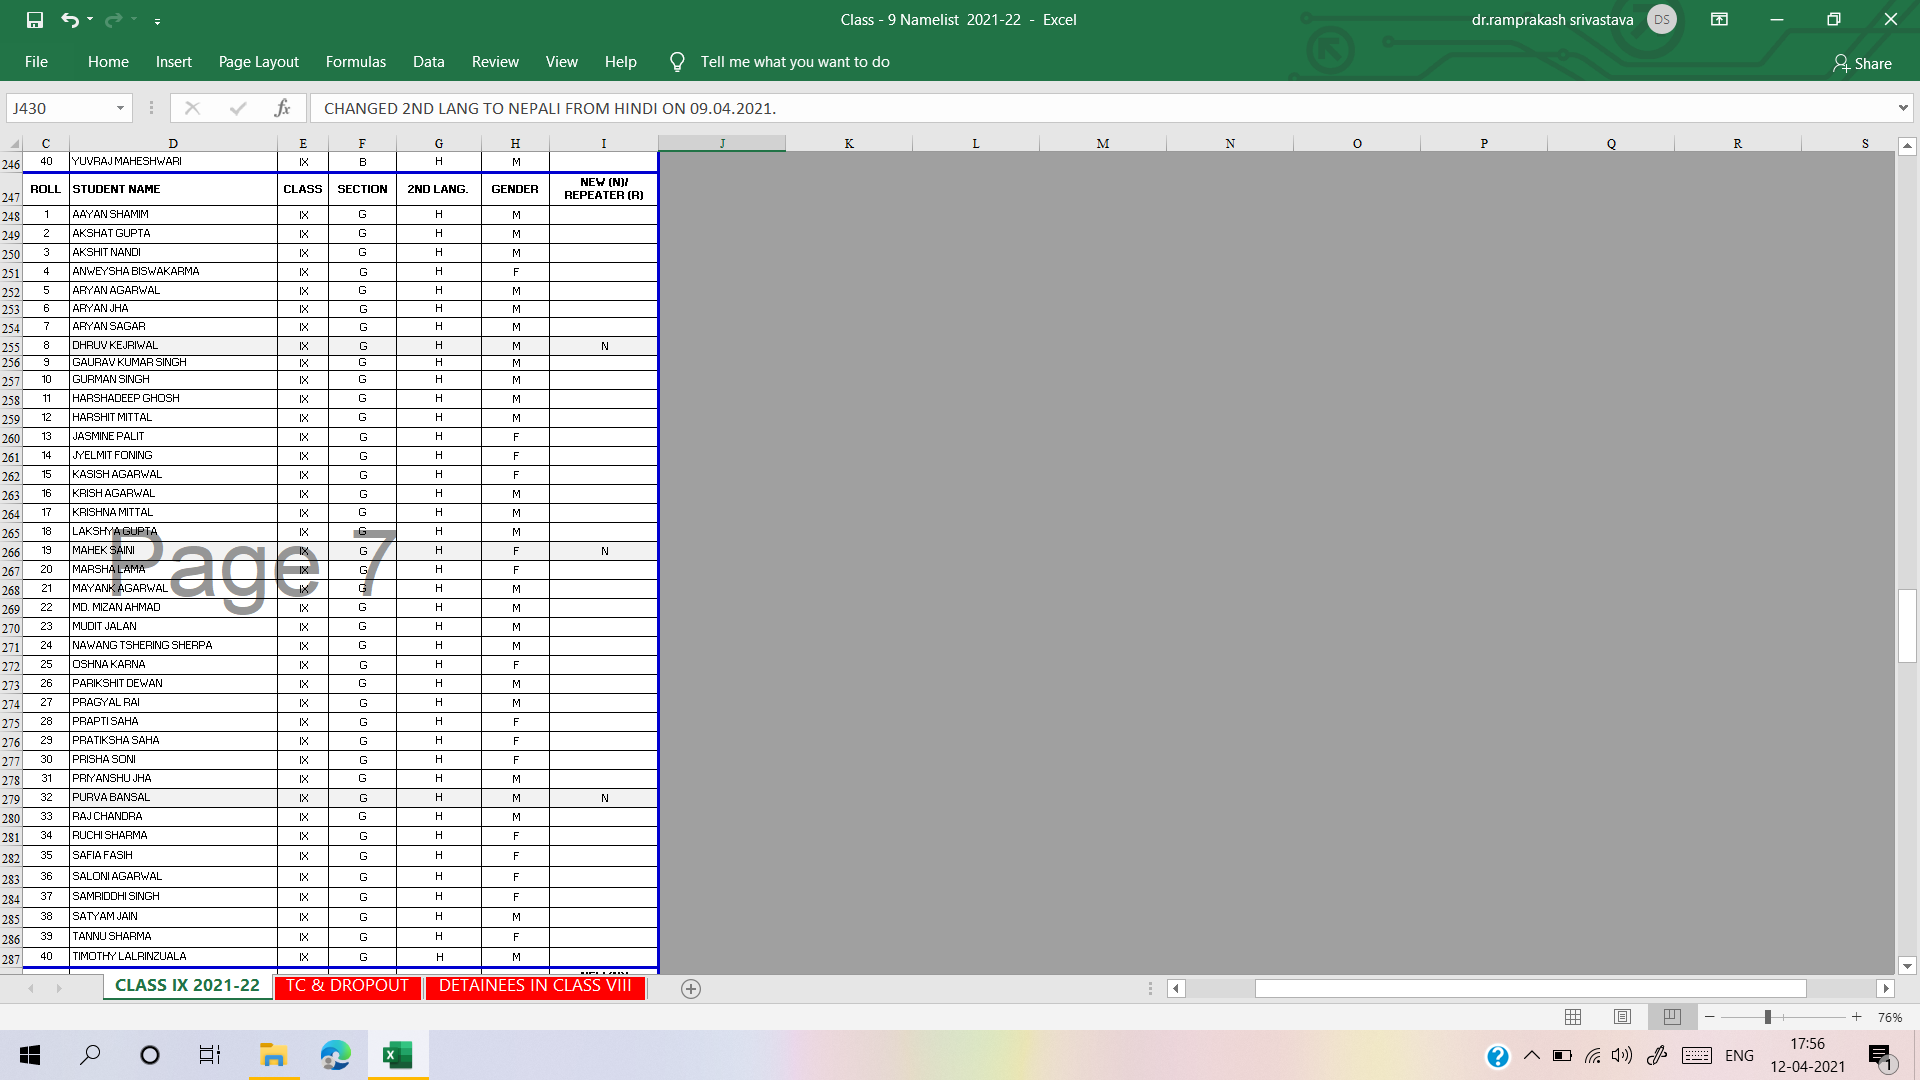 Class - 9 Namelist 2021-22 - Excel
dr.ramprakash srivastava DS
File Home Insert Page Layout Formulas Data Review View Help Tell me what you want to do Share
J430 fx CHANGED 2ND LANG TO NEPALI FROM HINDI ON 09.04.2021.
C D E F G H I J K L M N O P Q R S
246 40 YUVRAJ MAHESHWARI IX B H M
247 ROLL STUDENT NAME CLASS SECTION 2ND LANG. GENDER NEW (N)/ REPEATER (R)
248 1 AAYAN SHAMIM IX G H M
249 2 AKSHAT GUPTA IX G H M
250 3 AKSHIT NANDI IX G H M
251 4 ANWEYSHA BISWAKARMA IX G H F
252 5 ARYAN AGARWAL IX G H M
253 6 ARYAN JHA IX G H M
254 7 ARYAN SAGAR IX G H M
255 8 DHRUV KEJRIWAL IX G H M N
256 9 GAURAV KUMAR SINGH IX G H M
257 10 GURMAN SINGH IX G H M
258 11 HARSHADEEP GHOSH IX G H M
259 12 HARSHIT MITTAL IX G H M
260 13 JASMINE PALIT IX G H F
261 14 JYELMIT FONING IX G H F
262 15 KASISH AGARWAL IX G H F
263 16 KRISH AGARWAL IX G H M
264 17 KRISHNA MITTAL IX G H M
265 18 LAKSHYA GUPTA IX G H M
266 19 MAHEK SAINI IX G H F N
Page 7
267 20 MARSHA LAMA IX G H F
268 21 MAYANK AGARWAL IX G H M
269 22 MD. MIZAN AHMAD IX G H M
270 23 MUDIT JALAN IX G H M
271 24 NAWANG TSHERING SHERPA IX G H M
272 25 OSHNA KARNA IX G H F
273 26 PARIKSHIT DEWAN IX G H M
274 27 PRAGYAL RAI IX G H M
275 28 PRAPTI SAHA IX G H F
276 29 PRATIKSHA SAHA IX G H F
277 30 PRISHA SONI IX G H F
278 31 PRIYANSHU JHA IX G H M
279 32 PURVA BANSAL IX G H M N
280 33 RAJ CHANDRA IX G H M
281 34 RUCHI SHARMA IX G H F
282 35 SAFIA FASIH IX G H F
283 36 SALONI AGARWAL IX G H F
284 37 SAMRIDDHI SINGH IX G H F
285 38 SATYAM JAIN IX G H M
286 39 TANNU SHARMA IX G H F
287 40 TIMOTHY LALRINZUALA IX G H M
CLASS IX 2021-22 TC & DROPOUT DETAINEES IN CLASS VIII
76%
ENG 17:56
12-04-2021 1